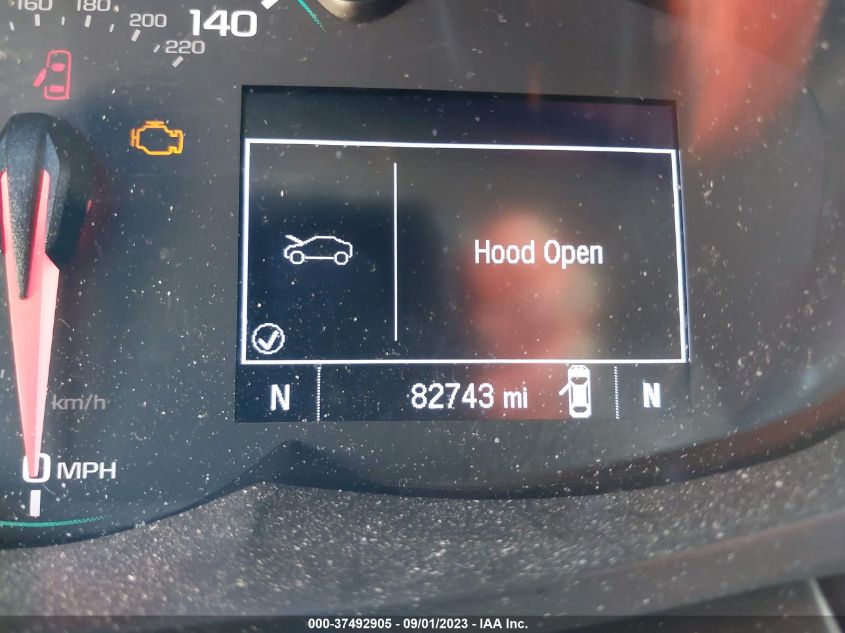 160 180
200
140
220
Hood Open
N 82743 mi N
km/h
0 MPH
000-37492905 - 09/01/2023 - IAA Inc.